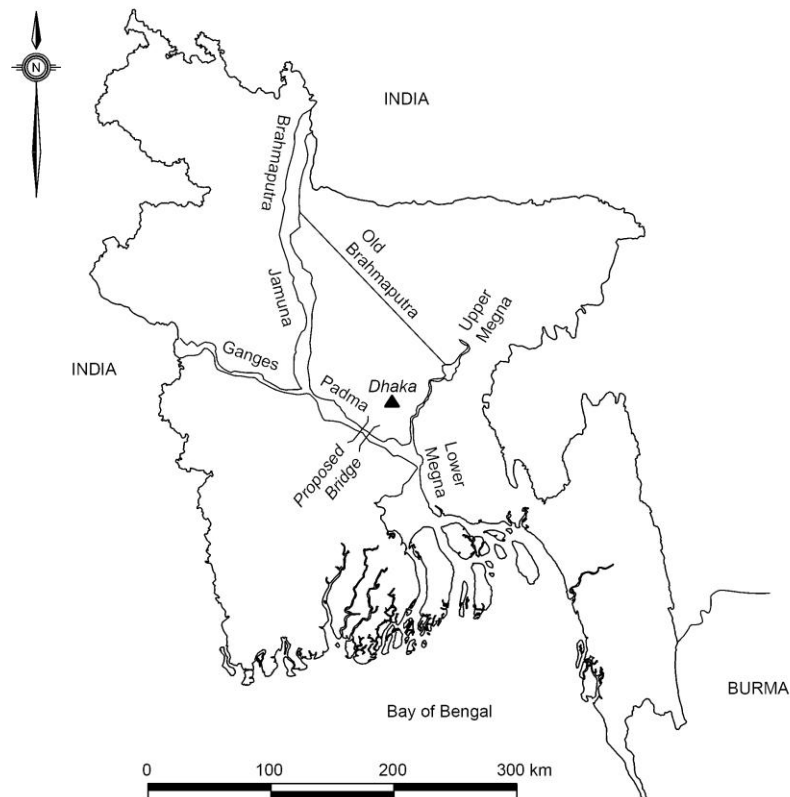 N
INDIA
Brahmaputra
Old
Brahmaputra
Jamuna
Upper
Megna
Ganges
INDIA
Padma
Dhaka
Proposed
Bridge
Lower
Megna
BURMA
Bay of Bengal
0 100 200 300 km